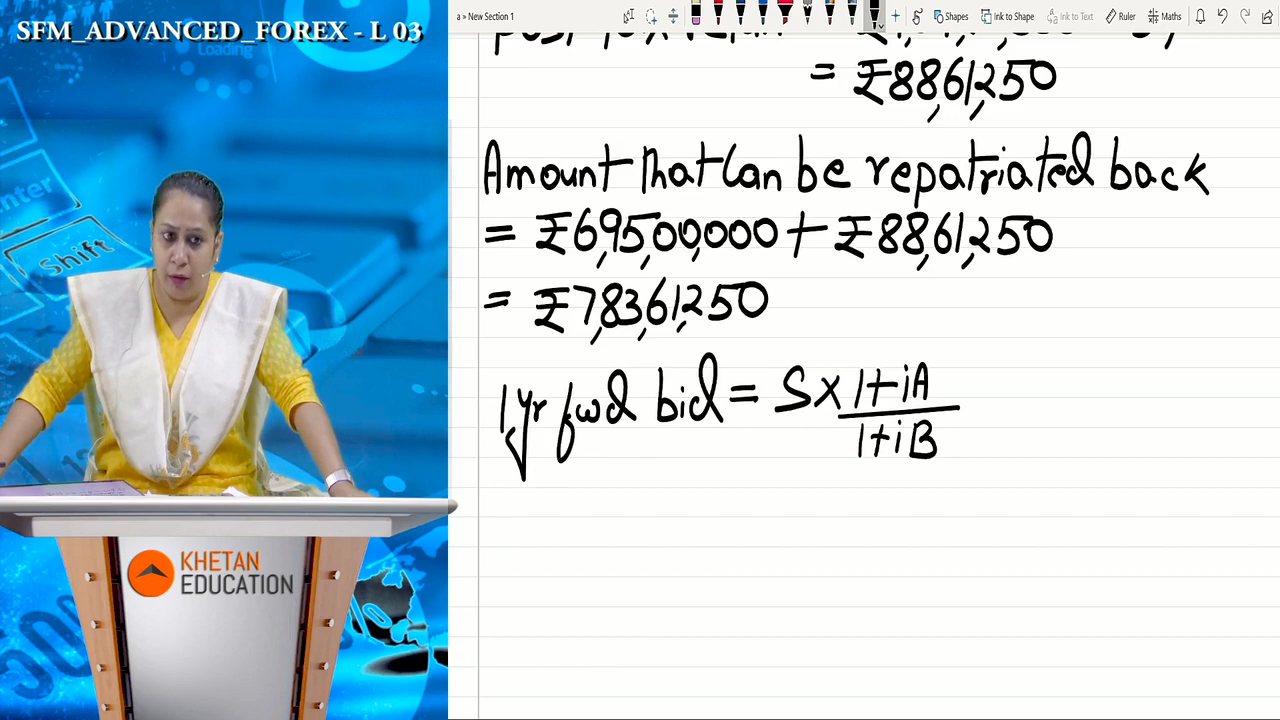 SFM_ADVANCED_FOREX - L 03
a » New Section 1
Shapes
Ink to Shape
Ink to Text
Ruler
Maths
= ₹88,61,250
Amount that Can be repatriated back
= ₹6,95,00,000 + ₹88,61,250
= ₹7,83,61,250
1yr fwd bid = S × 1+iA
1+iB
Shift
KHETAN
EDUCATION